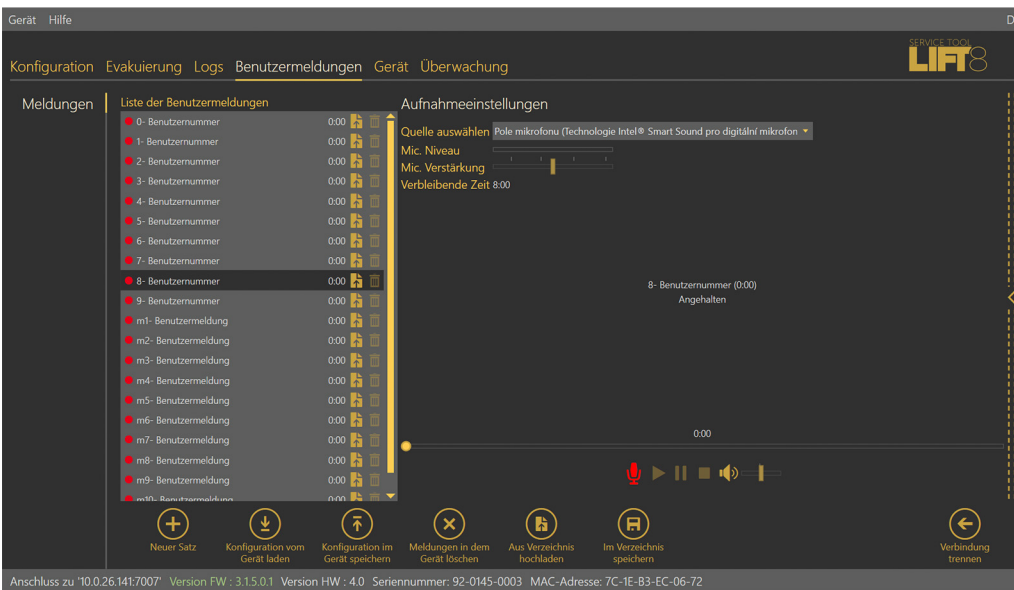 Gerät Hilfe D
SERVICE TOOL
LIFT8
Konfiguration Evakuierung Logs Benutzermeldungen Gerät Überwachung
Meldungen
Liste der Benutzermeldungen
0- Benutzernummer 0:00
1- Benutzernummer 0:00
2- Benutzernummer 0:00
3- Benutzernummer 0:00
4- Benutzernummer 0:00
5- Benutzernummer 0:00
6- Benutzernummer 0:00
7- Benutzernummer 0:00
8- Benutzernummer 0:00
9- Benutzernummer 0:00
m1- Benutzermeldung 0:00
m2- Benutzermeldung 0:00
m3- Benutzermeldung 0:00
m4- Benutzermeldung 0:00
m5- Benutzermeldung 0:00
m6- Benutzermeldung 0:00
m7- Benutzermeldung 0:00
m8- Benutzermeldung 0:00
m9- Benutzermeldung 0:00
m10- Benutzermeldung 0:00
Aufnahmeeinstellungen
Quelle auswählen Pole mikrofonu (Technologie Intel® Smart Sound pro digitální mikrofon
Mic. Niveau
Mic. Verstärkung
Verbleibende Zeit 8:00
8- Benutzernummer (0:00)
Angehalten
0:00
Neuer Satz
Konfiguration vom
Gerät laden
Konfiguration im
Gerät speichern
Meldungen in dem
Gerät löschen
Aus Verzeichnis
hochladen
Im Verzeichnis
speichern
Verbindung
trennen
Anschluss zu '10.0.26.141:7007' Version FW : 3.1.5.0.1 Version HW : 4.0 Seriennummer: 92-0145-0003 MAC-Adresse: 7C-1E-B3-EC-06-72